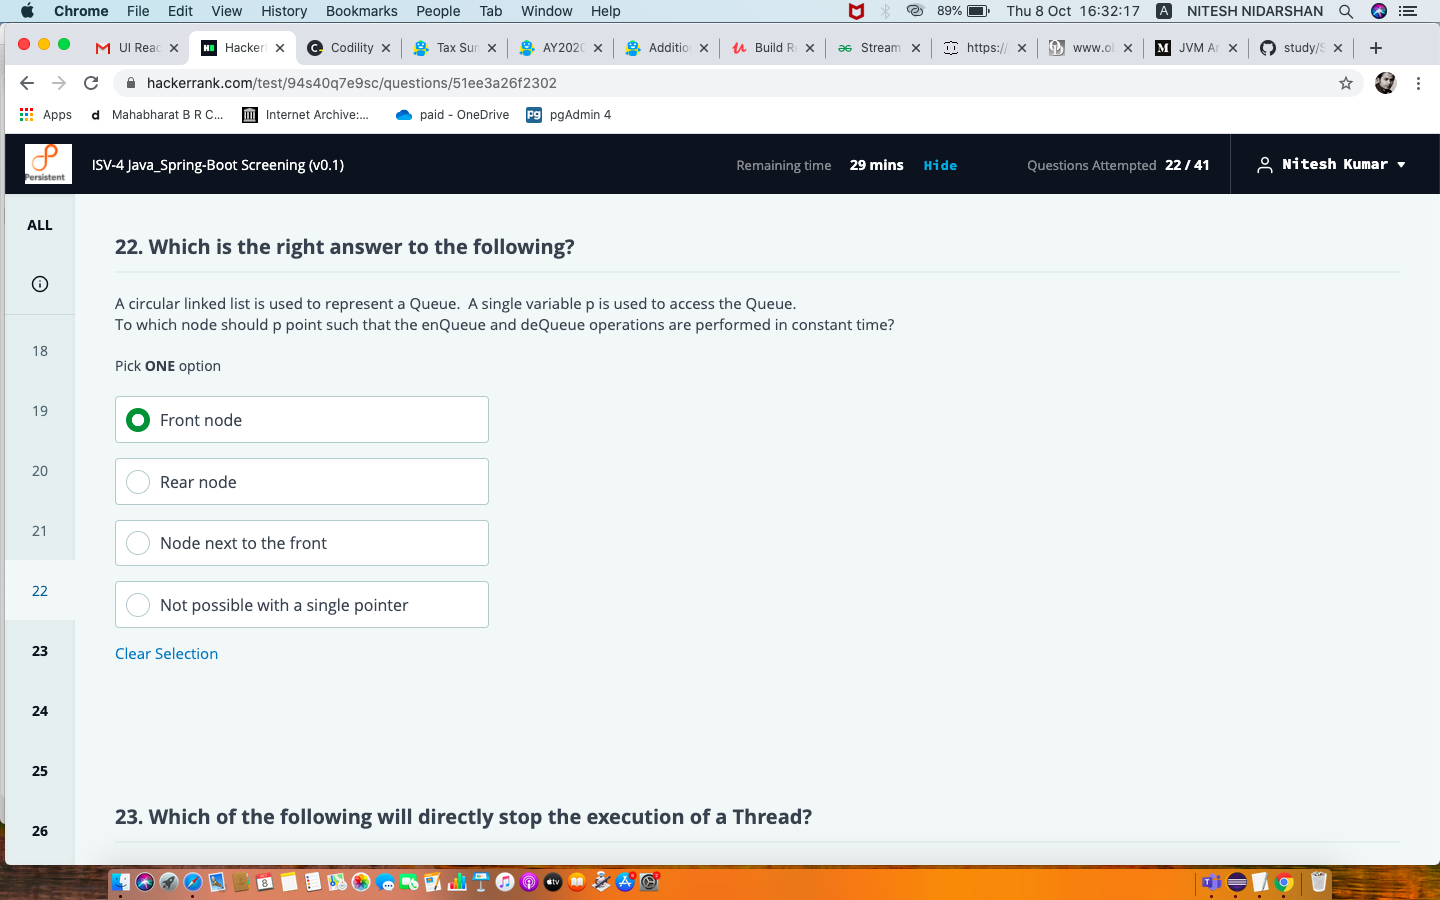 Chrome File Edit View History Bookmarks People Tab Window Help 89% Thu 8 Oct 16:32:17 A NITESH NIDARSHAN
UI Reac Hacker Codility Tax Sur AY202 Additio Build R Stream https:// www.o JVM Ar study/S
hackerrank.com/test/94s40q7e9sc/questions/51ee3a26f2302
Apps d Mahabharat B R C... Internet Archive:... paid - OneDrive pg pgAdmin 4
Persistent ISV-4 Java_Spring-Boot Screening (v0.1) Remaining time 29 mins Hide Questions Attempted 22 / 41 Nitesh Kumar
ALL
22. Which is the right answer to the following?
A circular linked list is used to represent a Queue. A single variable p is used to access the Queue.
To which node should p point such that the enQueue and deQueue operations are performed in constant time?
18
Pick ONE option
19
Front node
20
Rear node
21
Node next to the front
22
Not possible with a single pointer
23
Clear Selection
24
25
23. Which of the following will directly stop the execution of a Thread?
26